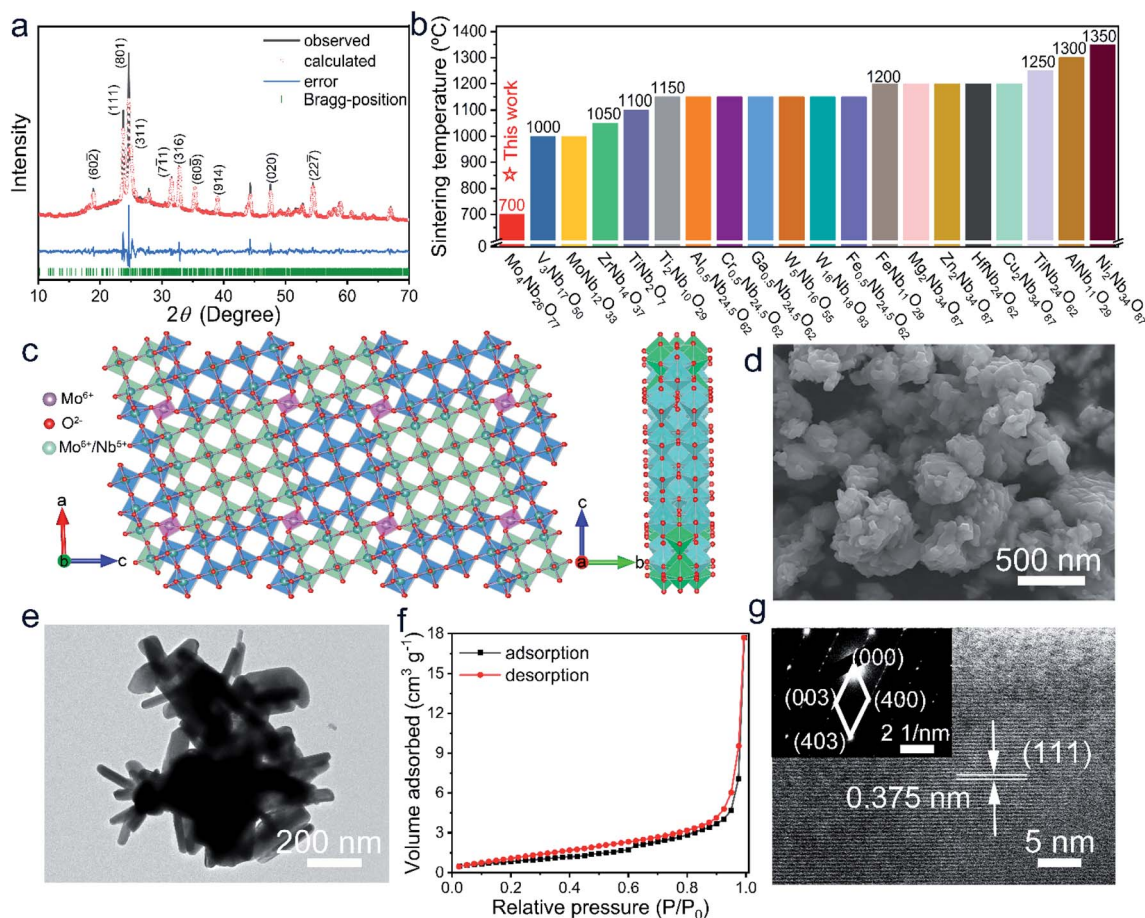 a
Intensity
(602̄)
(111)
(801)
(311)
(7̄11)
(316)
(6̄09)
(914)
(020)
(227̄)
observed
calculated
error
Bragg-position
10 20 30 40 50 60 70
2θ (Degree)
b
Sintering temperature (°C)
1400
1300
1200
1100
1000
900
800
700
0
☆ This work
700
1000
1050
1100
1150
1200
1250
1300
1350
Mo₄Nb₂₆O₇₇
V₃Nb₁₇O₅₀
MoNb₁₂O₃₃
ZrNb₁₄O₃₇
TiNb₂O₇
Ti₂Nb₁₀O₂₉
Al₀.₅Nb₂₄.₅O₆₂
Cr₀.₅Nb₂₄.₅O₆₂
Ga₀.₅Nb₂₄.₅O₆₂
W₅Nb₁₆O₅₅
W₁₆Nb₁₈O₉₃
Fe₀.₅Nb₂₄.₅O₆₂
FeNb₁₁O₂₉
Mg₂Nb₃₄O₈₇
Zn₂Nb₃₄O₈₇
HfNb₂₄O₆₂
Cu₂Nb₃₄O₈₇
TiNb₂₄O₆₂
AlNb₁₁O₂₉
Ni₂Nb₃₄O₈₇
c
Mo⁶⁺
O²⁻
Mo⁶⁺/Nb⁵⁺
a
b
c
c
a
b
d
500 nm
e
200 nm
f
Volume adsorbed (cm³ g⁻¹)
18
15
12
9
6
3
0
adsorption
desorption
0.0 0.2 0.4 0.6 0.8 1.0
Relative pressure (P/P₀)
g
(000)
(003)
(400)
(403)
2 1/nm
(111)
0.375 nm
5 nm